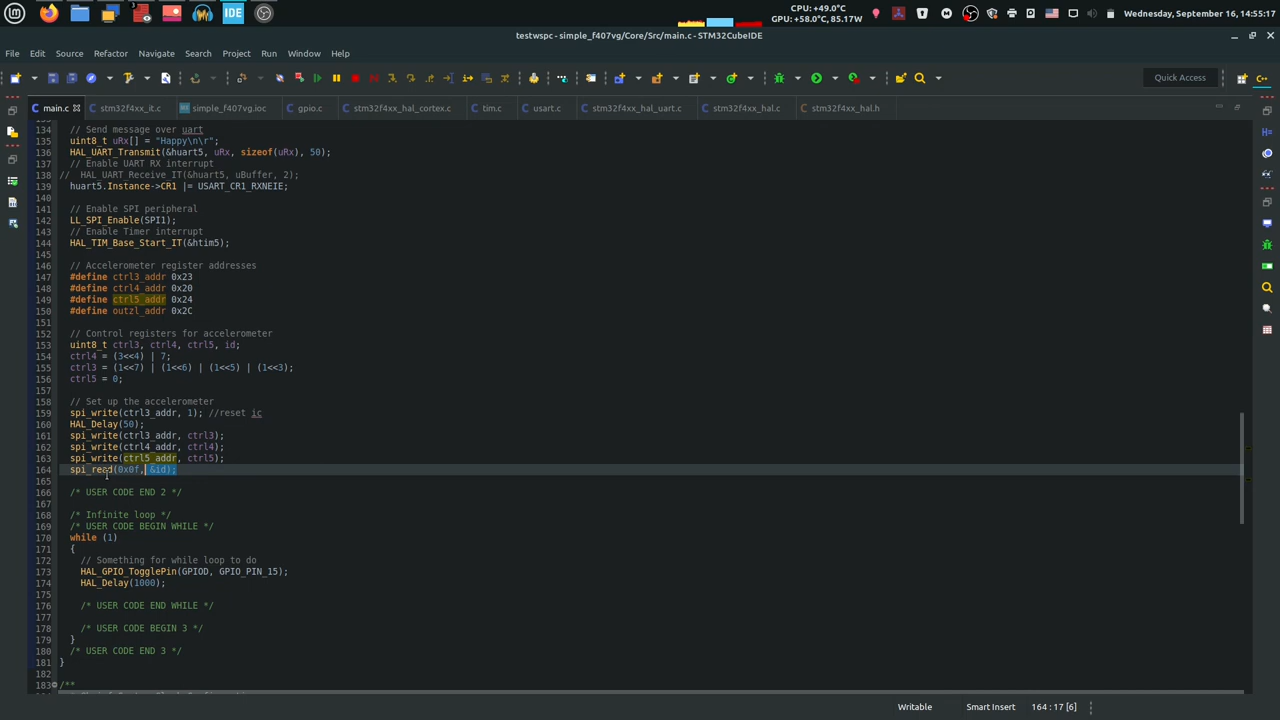 CPU: +49.0°C
GPU: +58.0°C, 85.17W
Wednesday, September 16, 14:55:17
IDE
testwspc - simple_f407vg/Core/Src/main.c - STM32CubeIDE
File Edit Source Refactor Navigate Search Project Run Window Help
Quick Access
main.c stm32f4xx_it.c simple_f407vg.ioc gpio.c stm32f4xx_hal_cortex.c tim.c usart.c stm32f4xx_hal_uart.c stm32f4xx_hal.c stm32f4xx_hal.h
134 // Send message over uart
135 uint8_t uRx[] = "Happy\n\r";
136 HAL_UART_Transmit(&huart5, uRx, sizeof(uRx), 50);
137 // Enable UART RX interrupt
138 // HAL_UART_Receive_IT(&huart5, uBuffer, 2);
139 huart5.Instance->CR1 |= USART_CR1_RXNEIE;
140
141 // Enable SPI peripheral
142 LL_SPI_Enable(SPI1);
143 // Enable Timer interrupt
144 HAL_TIM_Base_Start_IT(&htim5);
145
146 // Accelerometer register addresses
147 #define ctrl3_addr 0x23
148 #define ctrl4_addr 0x20
149 #define ctrl5_addr 0x24
150 #define outzl_addr 0x2C
151
152 // Control registers for accelerometer
153 uint8_t ctrl3, ctrl4, ctrl5, id;
154 ctrl4 = (3<<4) | 7;
155 ctrl3 = (1<<7) | (1<<6) | (1<<5) | (1<<3);
156 ctrl5 = 0;
157
158 // Set up the accelerometer
159 spi_write(ctrl3_addr, 1); //reset ic
160 HAL_Delay(50);
161 spi_write(ctrl3_addr, ctrl3);
162 spi_write(ctrl4_addr, ctrl4);
163 spi_write(ctrl5_addr, ctrl5);
164 spi_read(0x0f, &id);
165
166 /* USER CODE END 2 */
167
168 /* Infinite loop */
169 /* USER CODE BEGIN WHILE */
170 while (1)
171 {
172 // Something for while loop to do
173 HAL_GPIO_TogglePin(GPIOD, GPIO_PIN_15);
174 HAL_Delay(1000);
175
176 /* USER CODE END WHILE */
177
178 /* USER CODE BEGIN 3 */
179 }
180 /* USER CODE END 3 */
181 }
182
183 /**
Writable Smart Insert 164 : 17 [6]